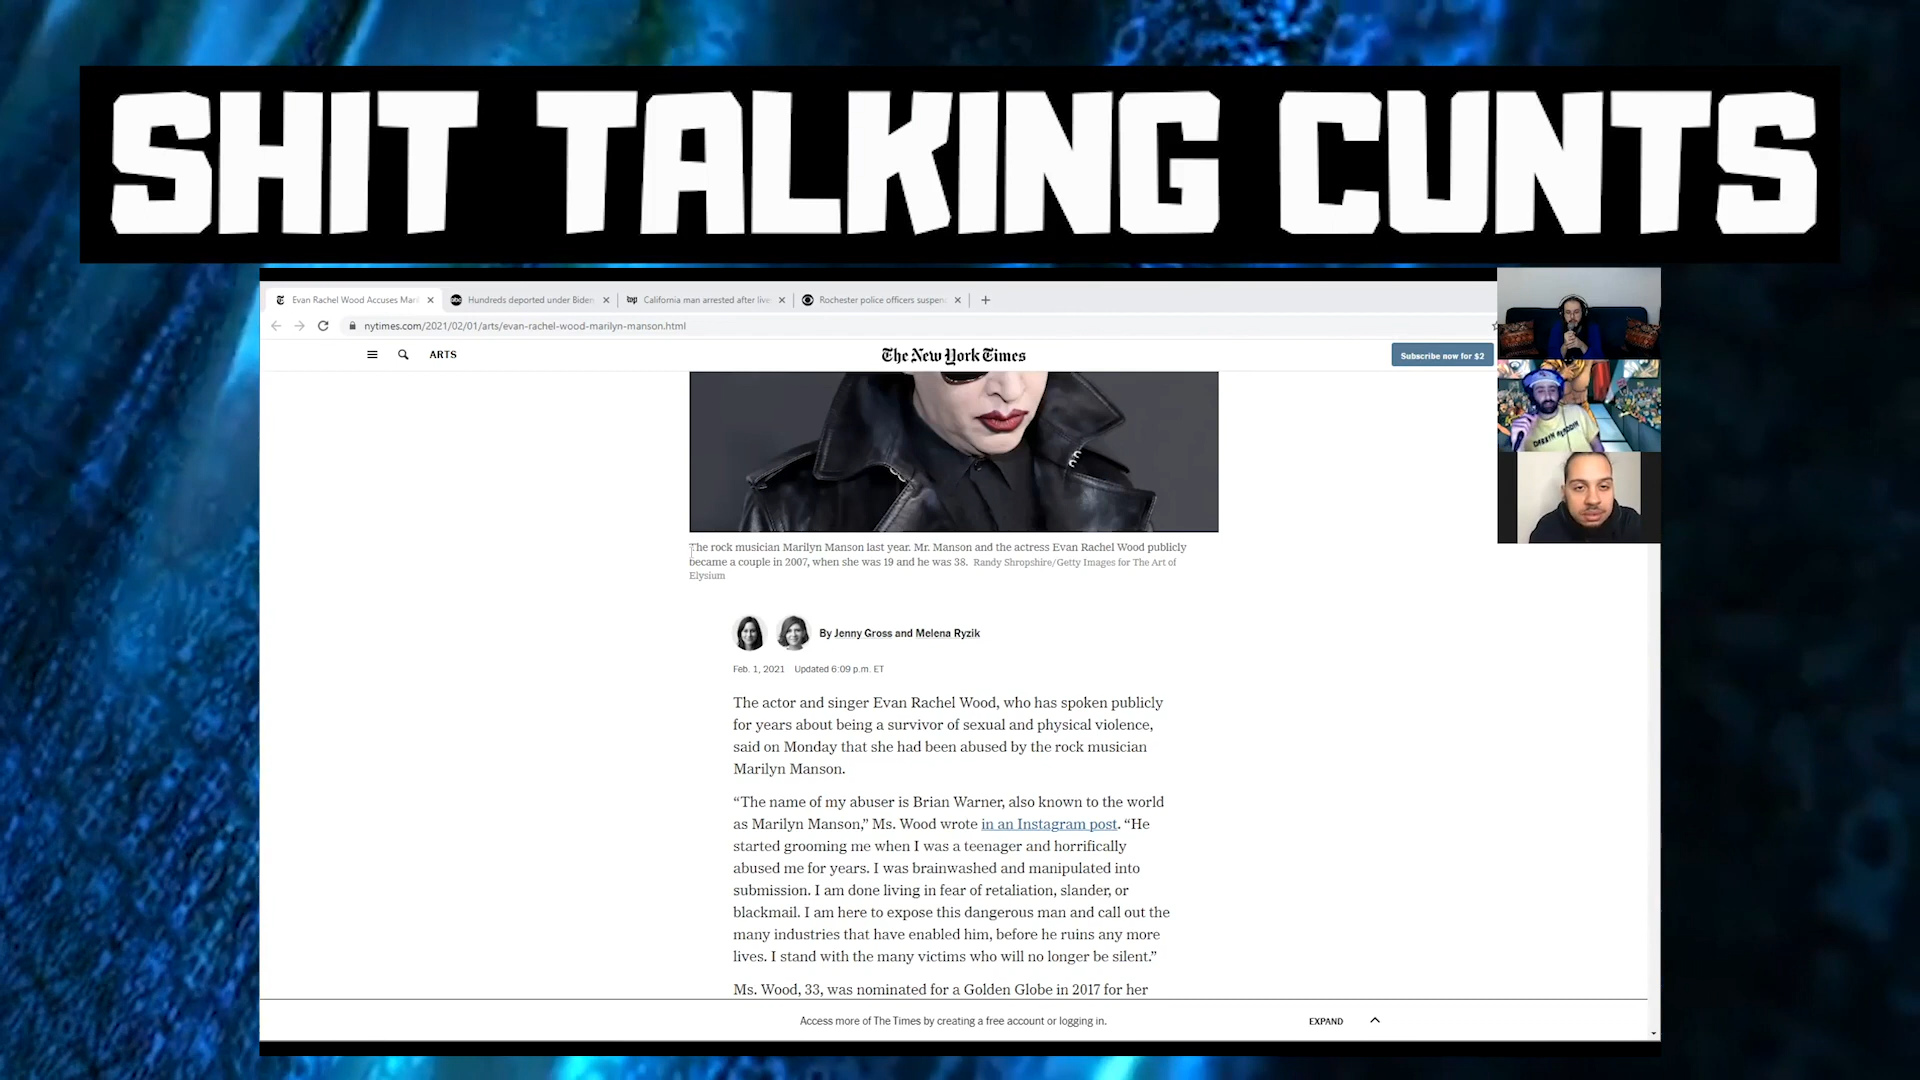 SHIT TALKING CUNTS
Evan Rachel Wood Accuses Mari
Hundreds deported under Biden
California man arrested after live
Rochester police officers suspen
nytimes.com/2021/02/01/arts/evan-rachel-wood-marilyn-manson.html
ARTS
The New York Times
Subscribe now for $2
The rock musician Marilyn Manson last year. Mr. Manson and the actress Evan Rachel Wood publicly
became a couple in 2007, when she was 19 and he was 38. Randy Shropshire/Getty Images for The Art of
Elysium
By Jenny Gross and Melena Ryzik
Feb. 1, 2021 Updated 6:09 p.m. ET
The actor and singer Evan Rachel Wood, who has spoken publicly
for years about being a survivor of sexual and physical violence,
said on Monday that she had been abused by the rock musician
Marilyn Manson.
“The name of my abuser is Brian Warner, also known to the world
as Marilyn Manson,” Ms. Wood wrote in an Instagram post. “He
started grooming me when I was a teenager and horrifically
abused me for years. I was brainwashed and manipulated into
submission. I am done living in fear of retaliation, slander, or
blackmail. I am here to expose this dangerous man and call out the
many industries that have enabled him, before he ruins any more
lives. I stand with the many victims who will no longer be silent.”
Ms. Wood, 33, was nominated for a Golden Globe in 2017 for her
Access more of The Times by creating a free account or logging in.
EXPAND